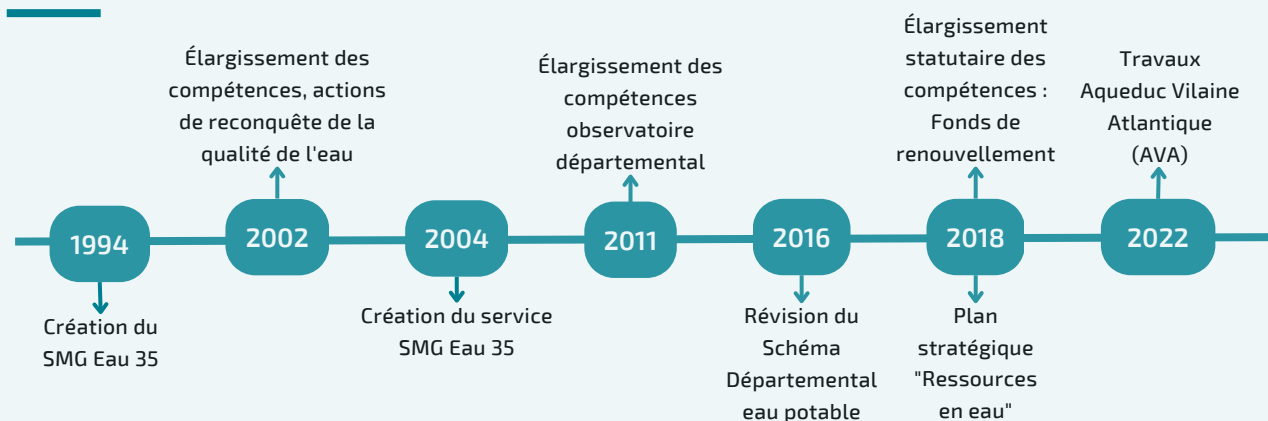 1994
Création du
SMG Eau 35
Élargissement des
compétences, actions
de reconquête de la
qualité de l'eau
2002
2004
Création du service
SMG Eau 35
Élargissement des
compétences
observatoire
départemental
2011
2016
Révision du
Schéma
Départemental
eau potable
Élargissement
statutaire des
compétences :
Fonds de
renouvellement
2018
Plan
stratégique
"Ressources
en eau"
Travaux
Aqueduc Vilaine
Atlantique
(AVA)
2022